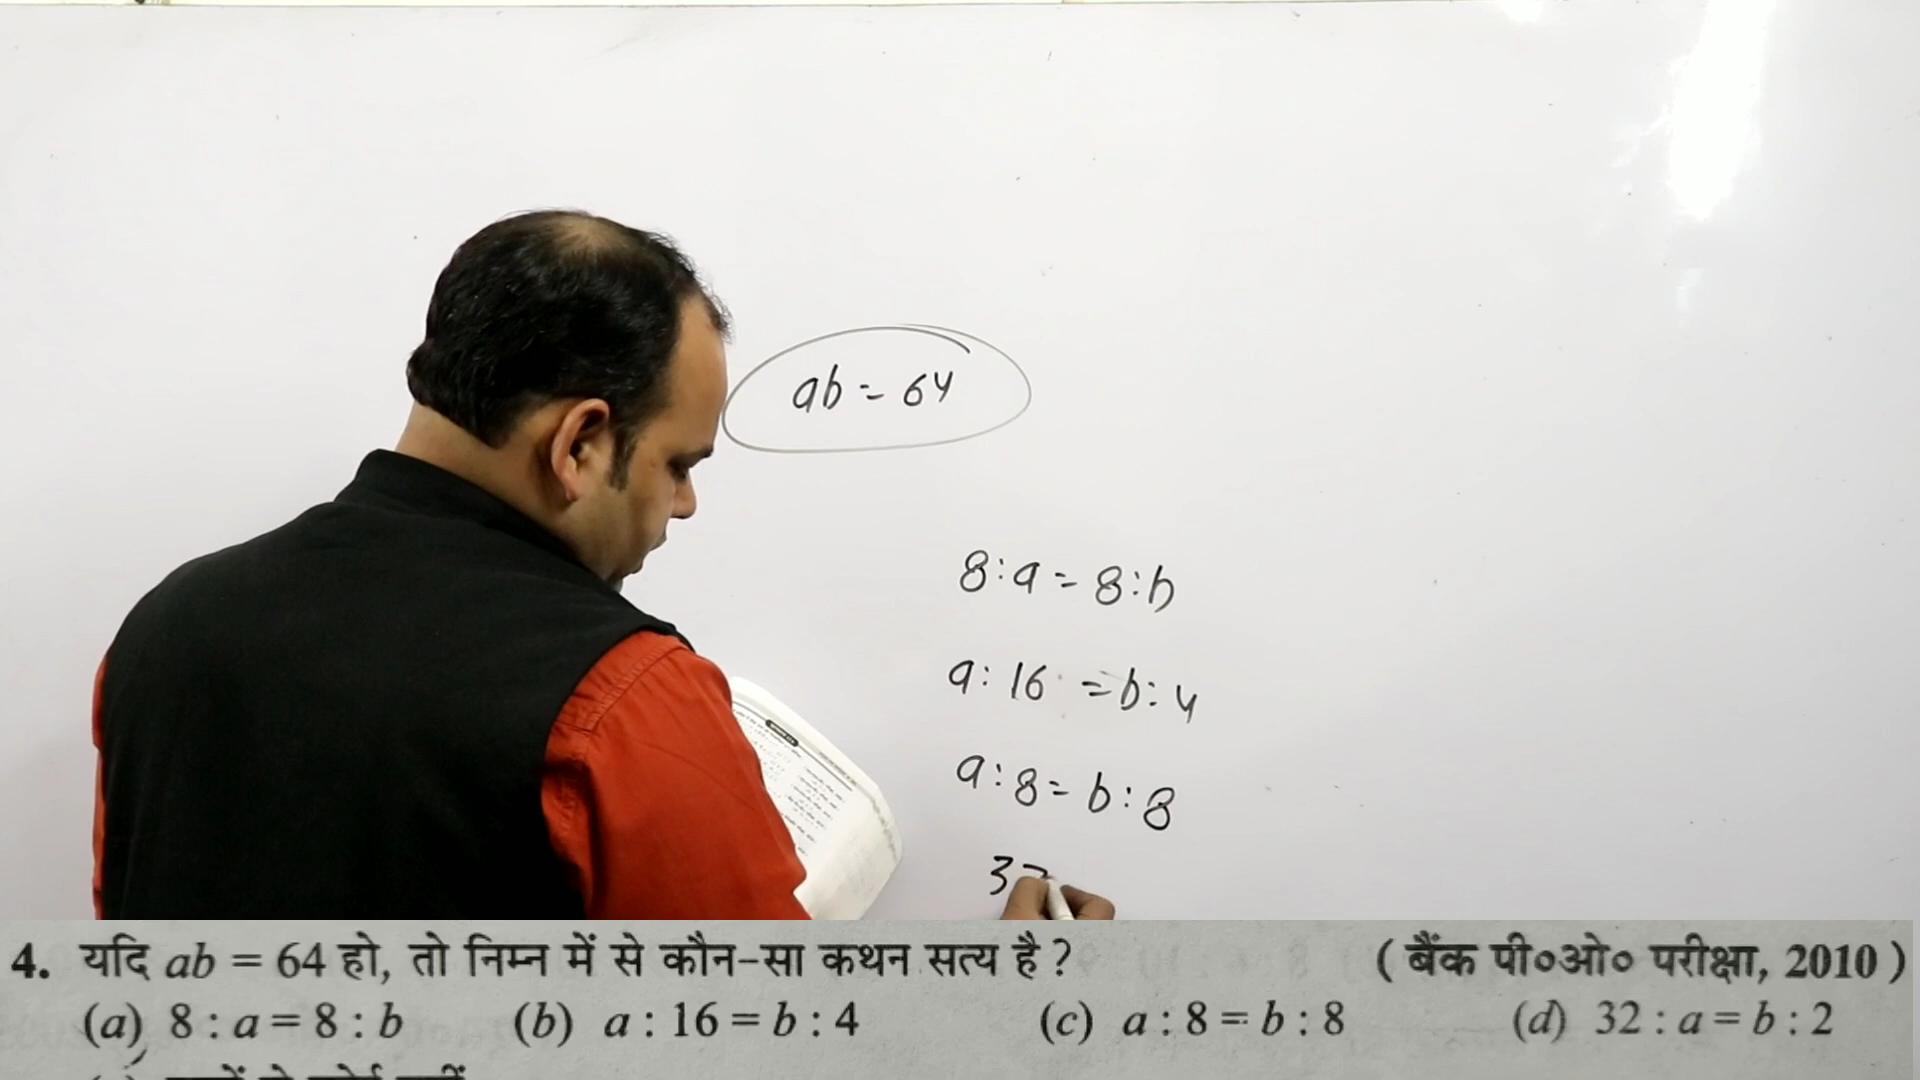 ab = 64
8:a = 8:b
a:16 = b:4
a:8 = b:8
4. यदि ab = 64 हो, तो निम्न में से कौन-सा कथन सत्य है ? ( बैंक पी०ओ० परीक्षा, 2010 )
(a) 8 : a = 8 : b (b) a : 16 = b : 4 (c) a : 8 = b : 8 (d) 32 : a = b : 2